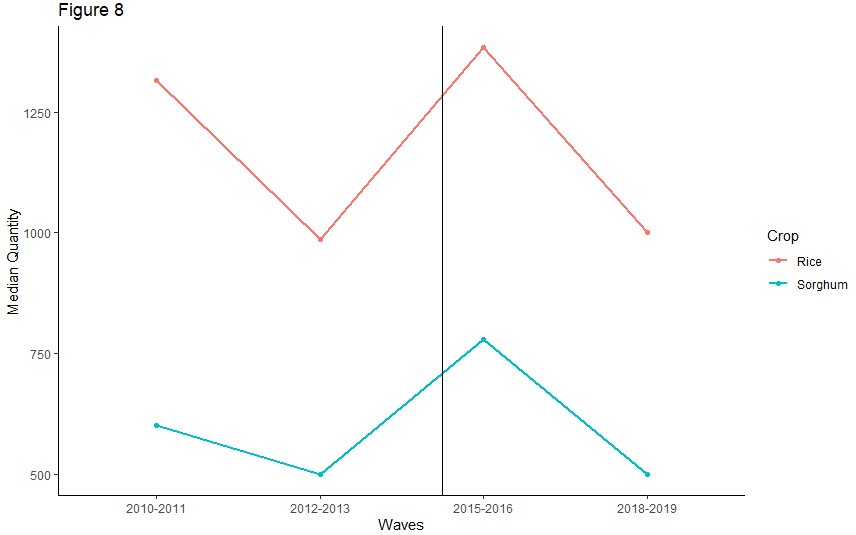 Figure 8
1250
1000
750
500
Median Quantity
2010-2011
2012-2013
2015-2016
2018-2019
Waves
Crop
Rice
Sorghum